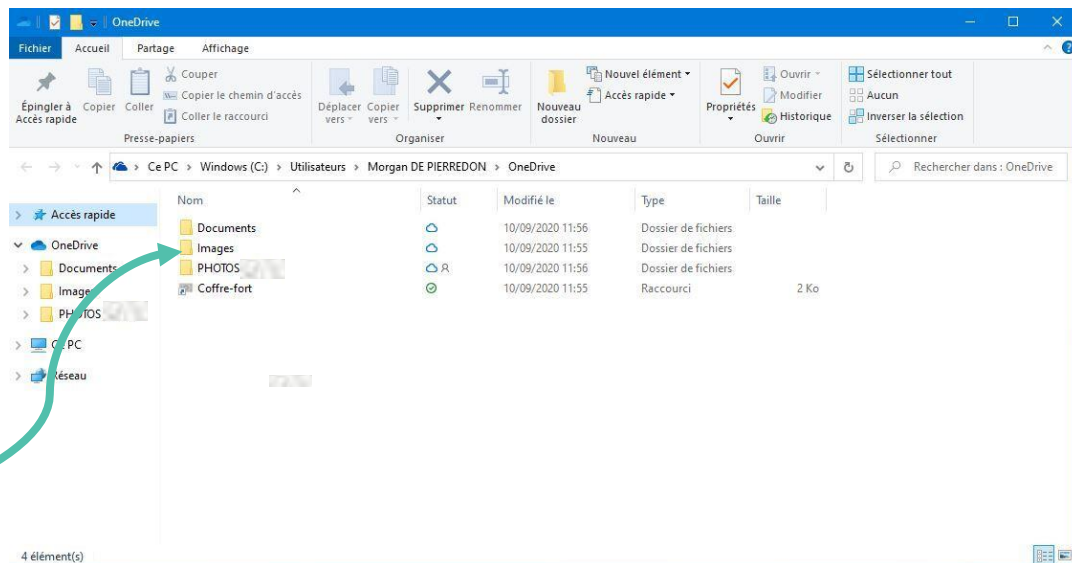 OneDrive
Fichier Accueil Partage Affichage
Épingler à Accès rapide
Copier
Coller
Couper
Copier le chemin d'accès
Coller le raccourci
Presse-papiers
Déplacer vers
Copier vers
Supprimer
Renommer
Organiser
Nouveau dossier
Nouvel élément
Accès rapide
Nouveau
Propriétés
Ouvrir
Modifier
Historique
Ouvrir
Sélectionner tout
Aucun
Inverser la sélection
Sélectionner
Ce PC > Windows (C:) > Utilisateurs > Morgan DE PIERREDON > OneDrive
Rechercher dans : OneDrive
Accès rapide
OneDrive
Documents
Images
PHOTOS
Ce PC
Réseau
Nom Statut Modifié le Type Taille
Documents 10/09/2020 11:56 Dossier de fichiers
Images 10/09/2020 11:55 Dossier de fichiers
PHOTOS 10/09/2020 11:56 Dossier de fichiers
Coffre-fort 10/09/2020 11:55 Raccourci 2 Ko
4 élément(s)